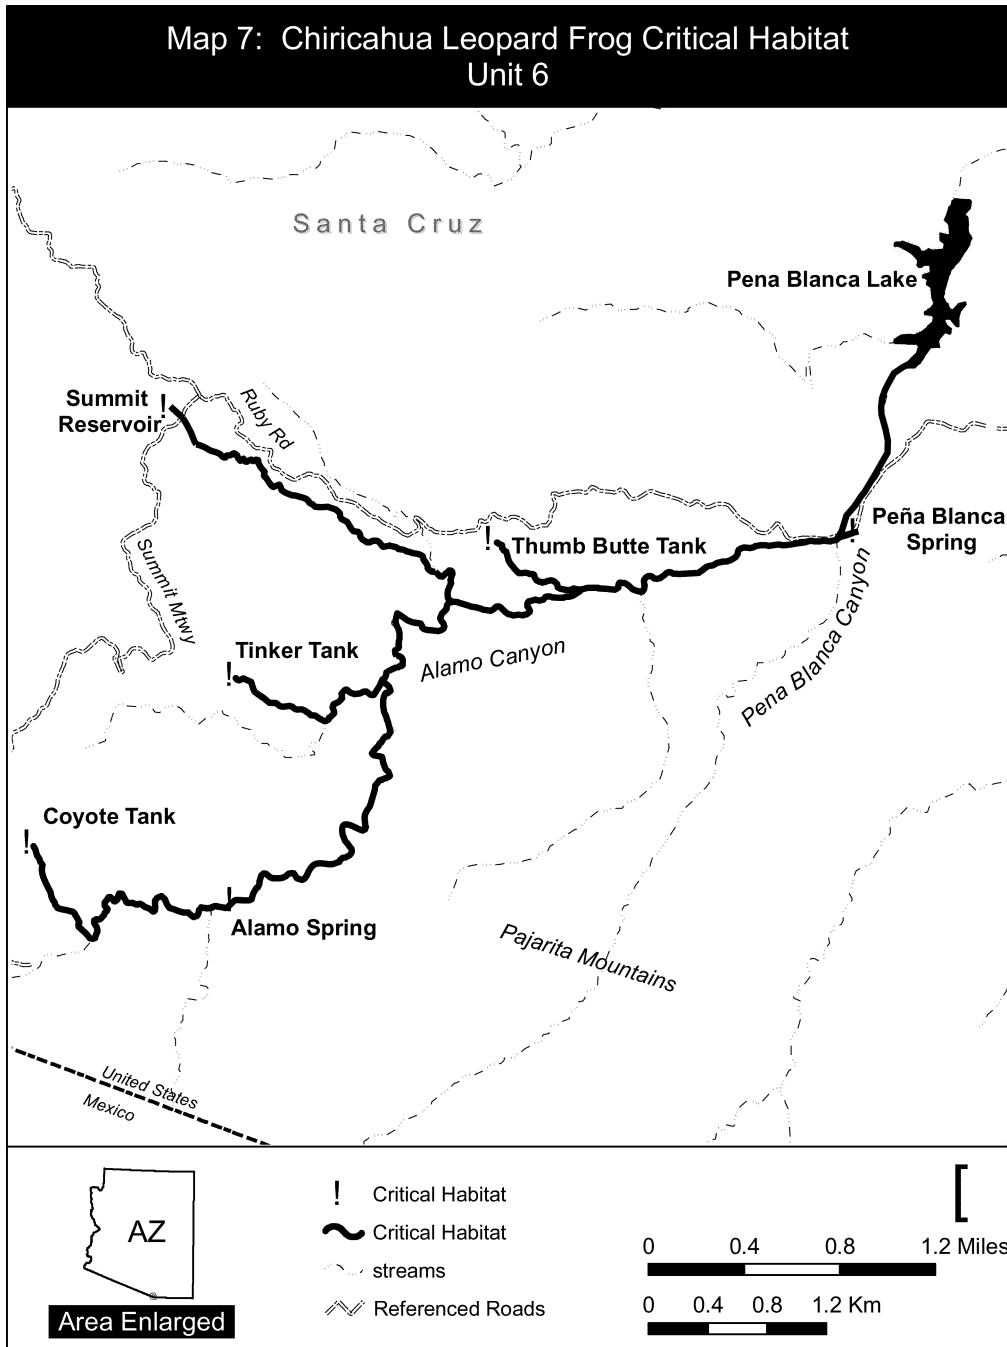 Map 7: Chiricahua Leopard Frog Critical Habitat
Unit 6
Santa Cruz
Pena Blanca Lake
Summit
Reservoir
!
Ruby Rd
Peña Blanca
Spring
!
!
Thumb Butte Tank
Summit Mtwy
Pena Blanca Canyon
Tinker Tank
!
Alamo Canyon
Coyote Tank
!
!
Alamo Spring
Pajarita Mountains
United States
Mexico
AZ
Area Enlarged
! Critical Habitat
Critical Habitat
streams
Referenced Roads
[
0 0.4 0.8 1.2 Miles
0 0.4 0.8 1.2 Km